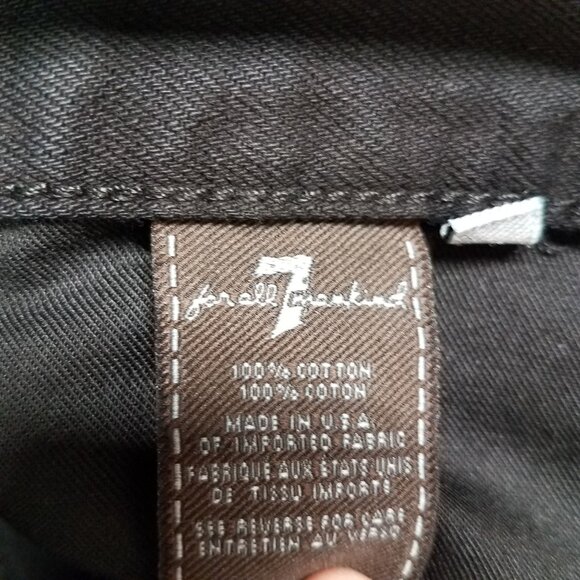 7
for all mankind
100% COTTON
100% COTON
MADE IN U.S.A.
OF IMPORTED FABRIC
FABRIQUE AUX ÉTATS UNIS
DE TISSU IMPORTE
SEE REVERSE FOR CARE
ENTRETIEN AU VERSO